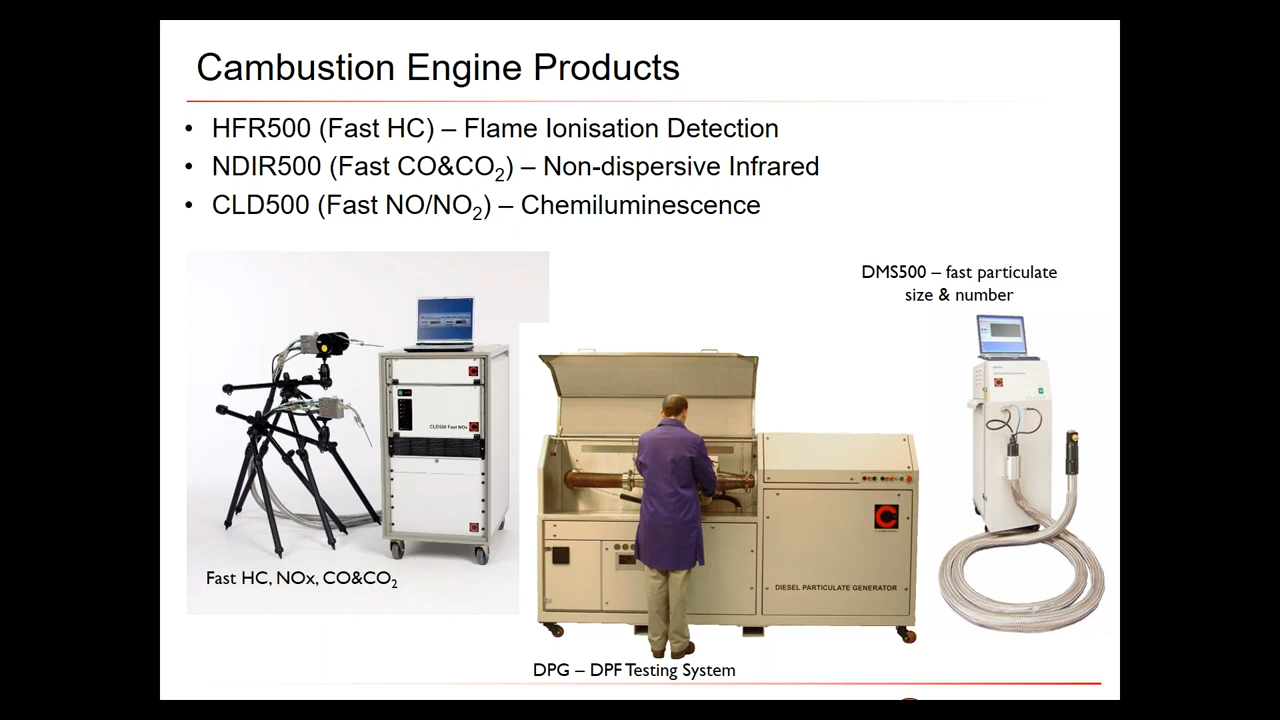 Cambustion Engine Products
• HFR500 (Fast HC) – Flame Ionisation Detection
• NDIR500 (Fast CO&CO₂) – Non-dispersive Infrared
• CLD500 (Fast NO/NO₂) – Chemiluminescence
DMS500 – fast particulate
size & number
CLD500 Fast NOx
DIESEL PARTICULATE GENERATOR
Fast HC, NOx, CO&CO₂
DPG – DPF Testing System